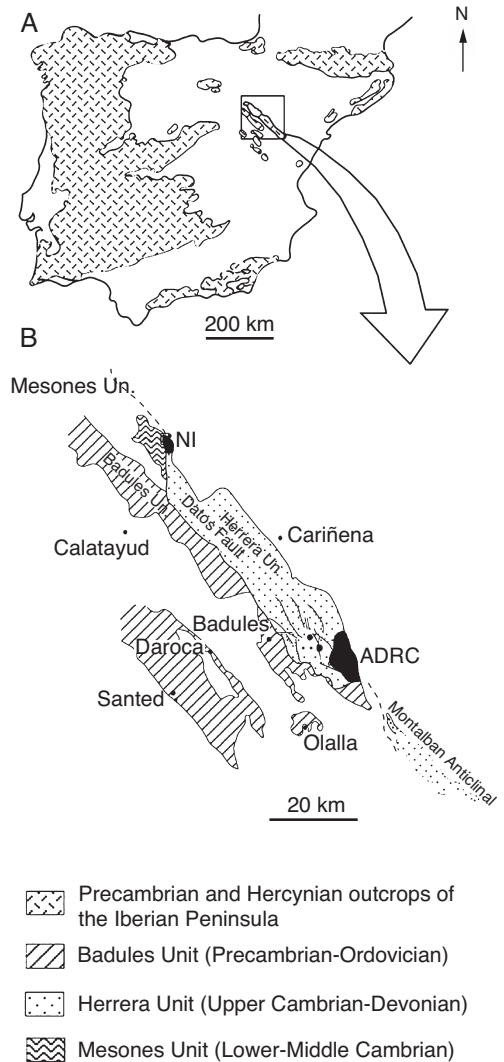 A
N
200 km
B
Mesones Un.
NI
Badules Un.
Datos
Fault
Herrera Un.
Cariñena
Calatayud
Badules
Daroca
ADRC
Santed
Olalla
Montalban Anticlinal
20 km
Precambrian and Hercynian outcrops of
the Iberian Peninsula
Badules Unit (Precambrian-Ordovician)
Herrera Unit (Upper Cambrian-Devonian)
Mesones Unit (Lower-Middle Cambrian)